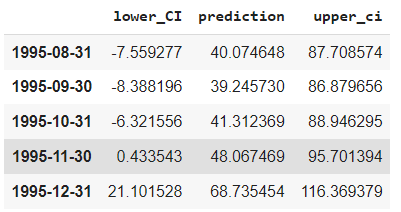 lower_CI prediction upper_ci
1995-08-31 -7.559277 40.074648 87.708574
1995-09-30 -8.388196 39.245730 86.879656
1995-10-31 -6.321556 41.312369 88.946295
1995-11-30 0.433543 48.067469 95.701394
1995-12-31 21.101528 68.735454 116.369379